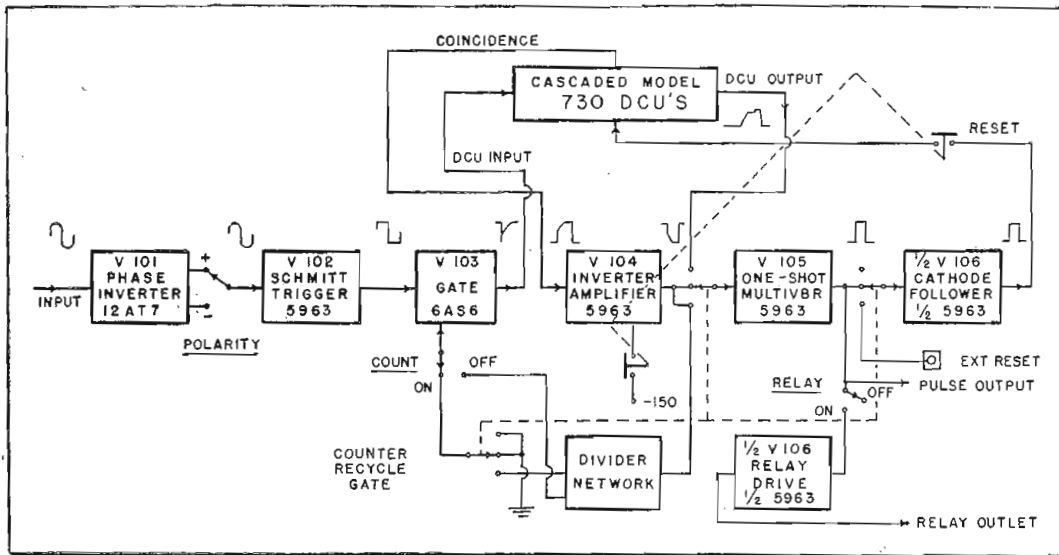 COINCIDENCE
CASCADED MODEL
730 DCU'S
DCU OUTPUT
RESET
DCU INPUT
INPUT
V 101
PHASE
INVERTER
12AT7
+
-
POLARITY
V 102
SCHMITT
TRIGGER
5963
V 103
GATE
6AS6
V 104
INVERTER
AMPLIFIER
5963
V 105
ONE-SHOT
MULTIVBR
5963
1/2 V 106
CATHODE
FOLLOWER
1/2 5963
COUNT
ON
OFF
-150
EXT RESET
PULSE OUTPUT
RELAY
OFF
ON
COUNTER
RECYCLE
GATE
DIVIDER
NETWORK
1/2 V 106
RELAY
DRIVE
1/2 5963
RELAY OUTLET